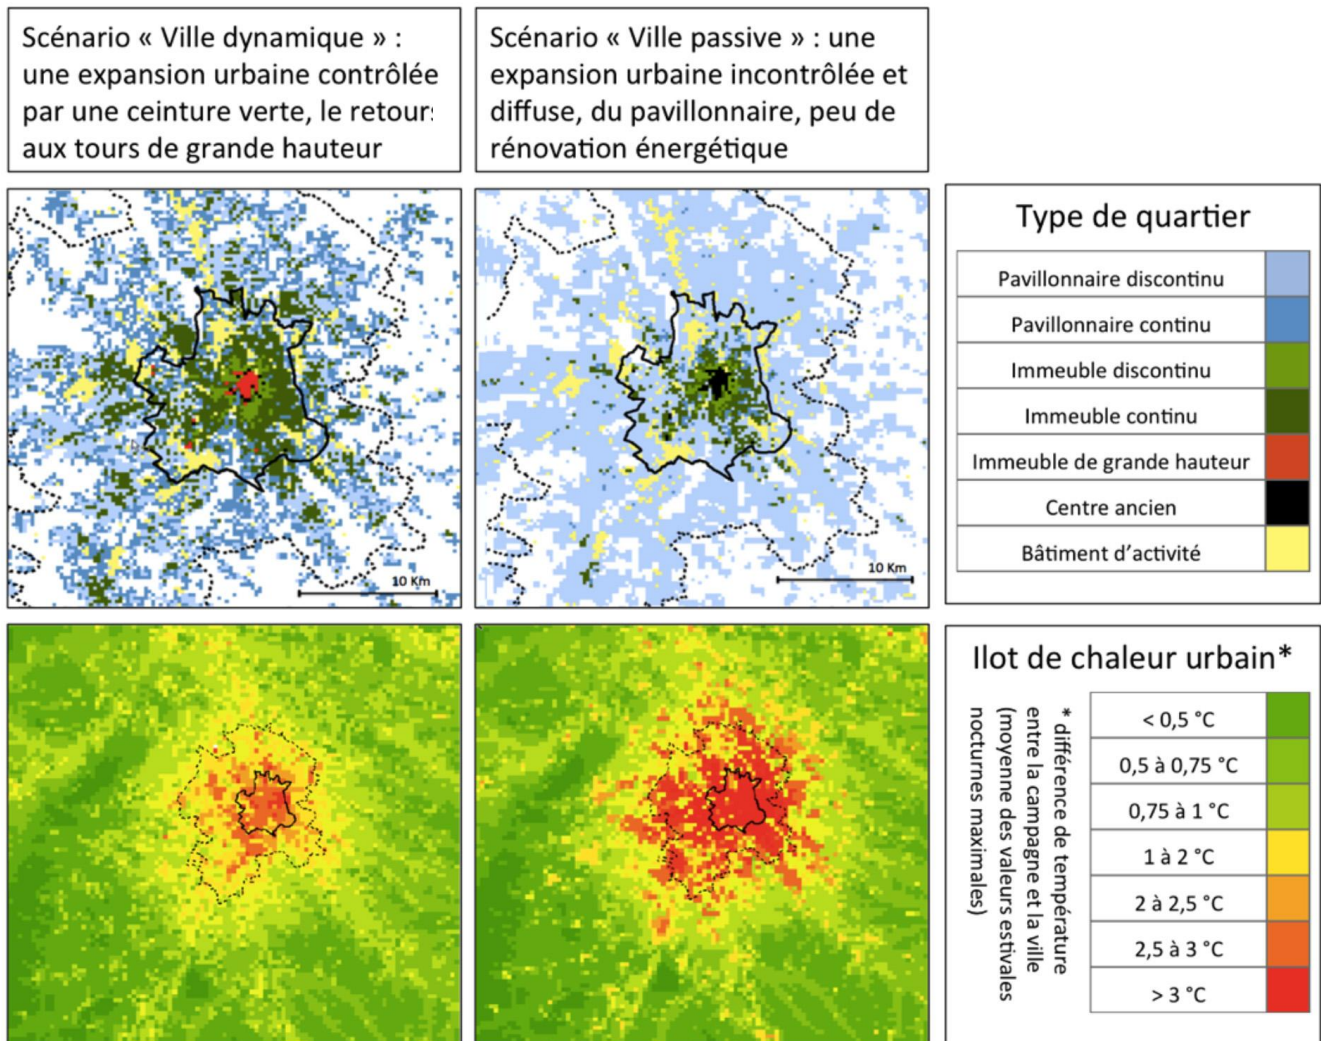 Scénario « Ville dynamique » :
une expansion urbaine contrôlée
par une ceinture verte, le retour
aux tours de grande hauteur
Scénario « Ville passive » : une
expansion urbaine incontrôlée et
diffuse, du pavillonnaire, peu de
rénovation énergétique
10 Km
10 Km
Type de quartier
Pavillonnaire discontinu
Pavillonnaire continu
Immeuble discontinu
Immeuble continu
Immeuble de grande hauteur
Centre ancien
Bâtiment d'activité
Ilot de chaleur urbain*
* différence de température
entre la campagne et la ville
(moyenne des valeurs estivales
nocturnes maximales)
< 0,5 °C
0,5 à 0,75 °C
0,75 à 1 °C
1 à 2 °C
2 à 2,5 °C
2,5 à 3 °C
> 3 °C